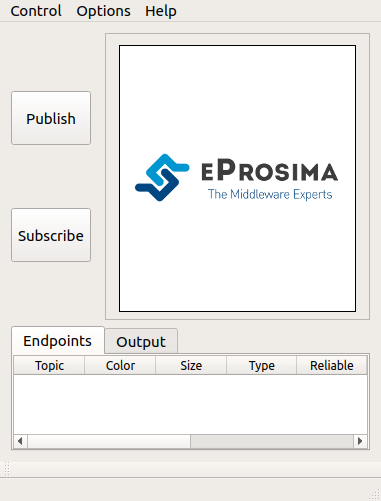 Control Options Help
Publish
ePROSIMA
The Middleware Experts
Subscribe
Endpoints Output
Topic Color Size Type Reliable